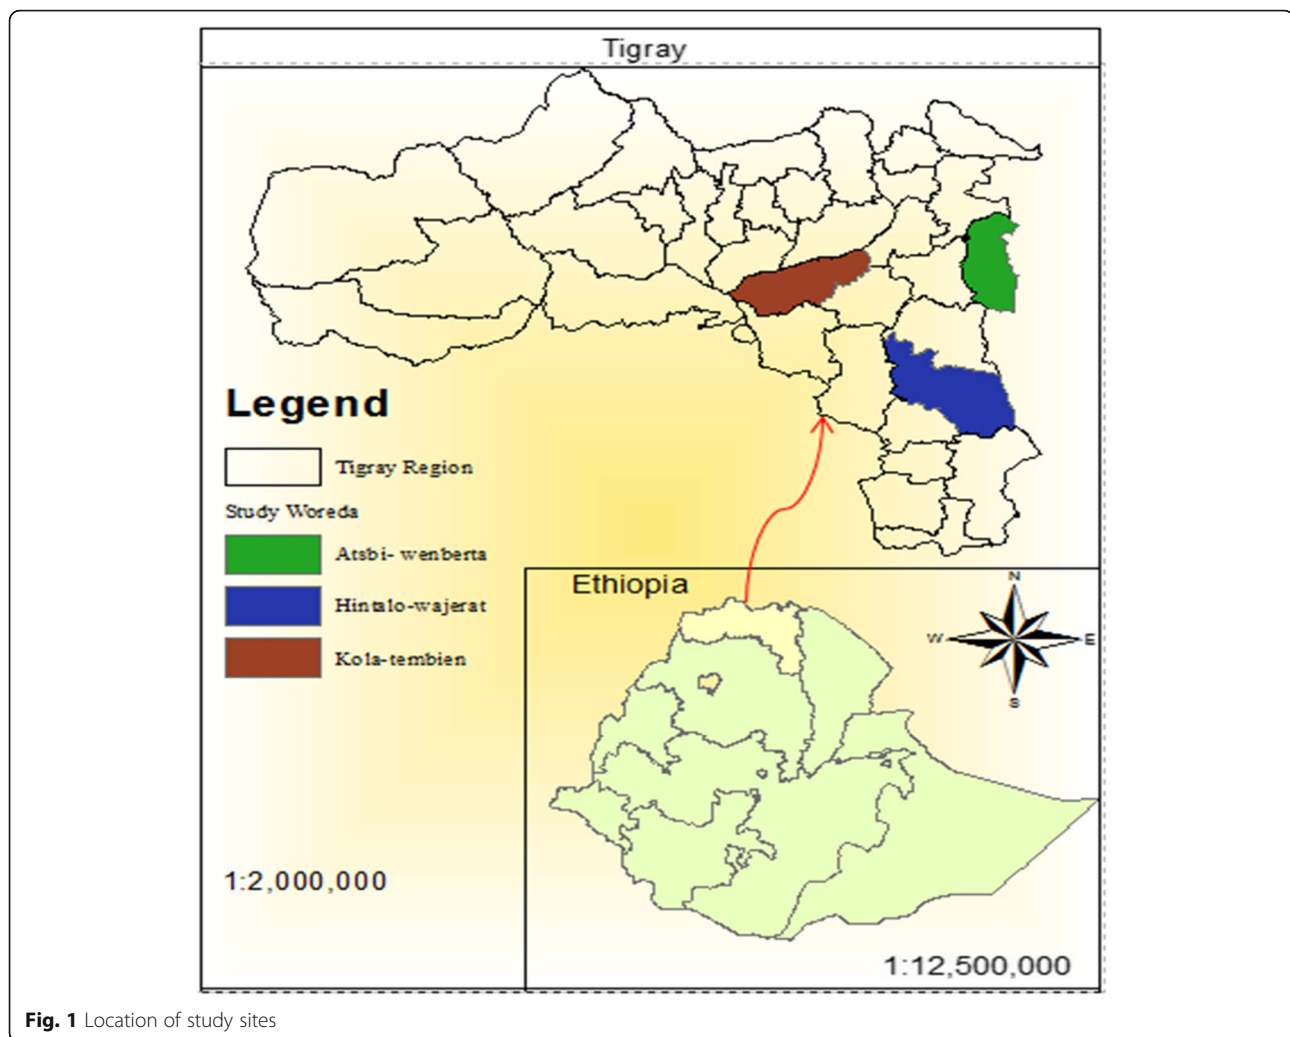 Tigray
Legend
Tigray Region
Study Woreda
Atsbi- wenberta
Hintalo-wajerat
Kola-tembien
1:2,000,000
Ethiopia
N
W
E
S
1:12,500,000
Fig. 1 Location of study sites